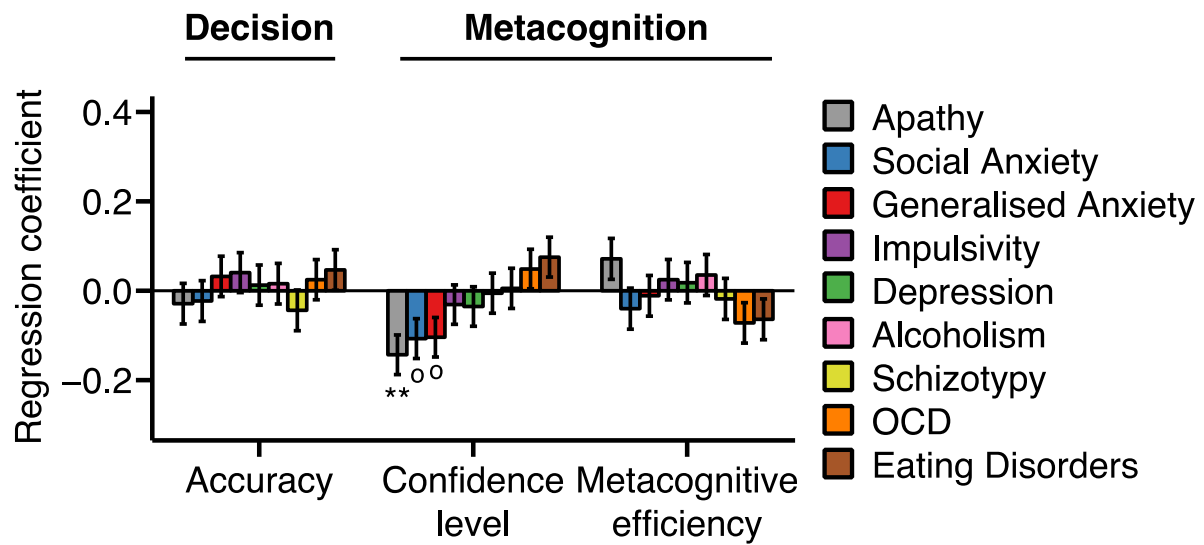 Decision Metacognition
Regression coefficient
0.4
0.2
0.0
−0.2
o o
**
Accuracy
Confidence
level
Metacognitive
efficiency
Apathy
Social Anxiety
Generalised Anxiety
Impulsivity
Depression
Alcoholism
Schizotypy
OCD
Eating Disorders